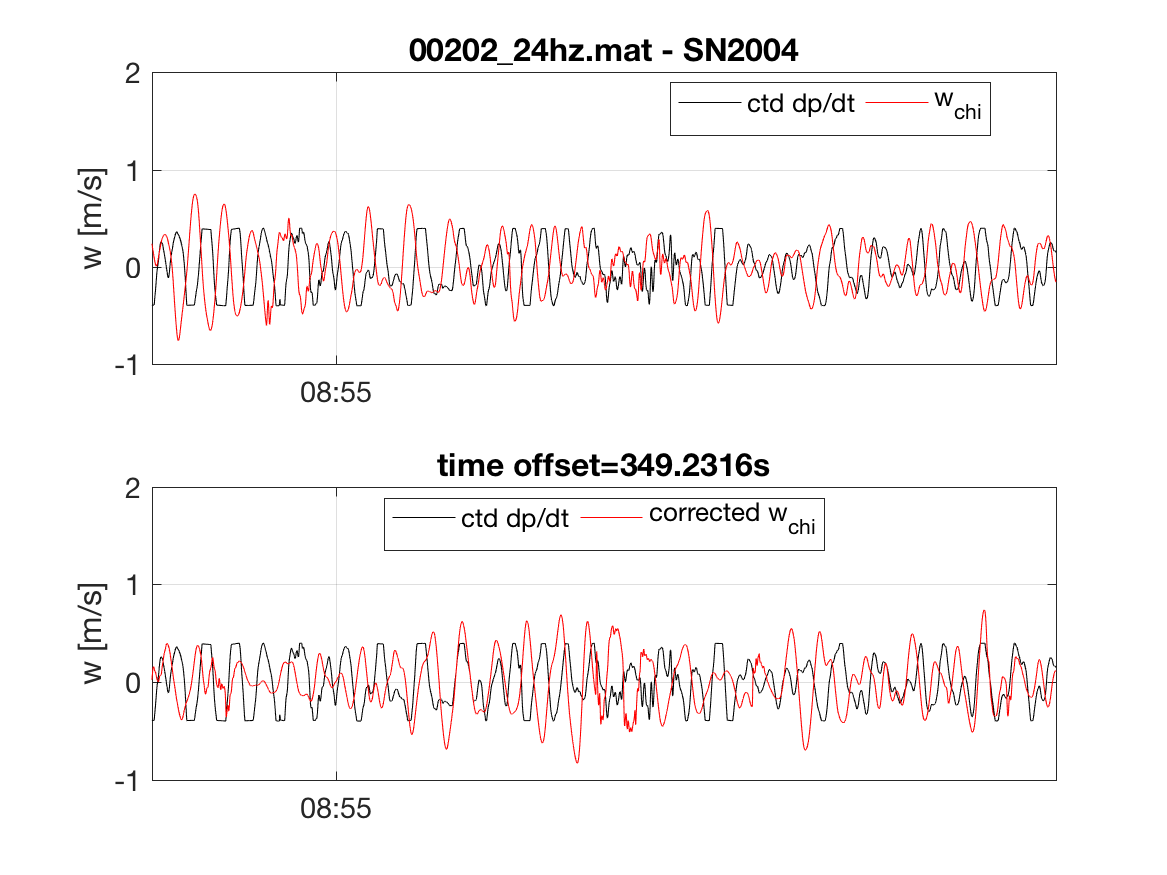 00202_24hz.mat - SN2004
2
ctd dp/dt w_chi
1
w [m/s]
0
-1
08:55
time offset=349.2316s
2
ctd dp/dt corrected w_chi
1
w [m/s]
0
-1
08:55